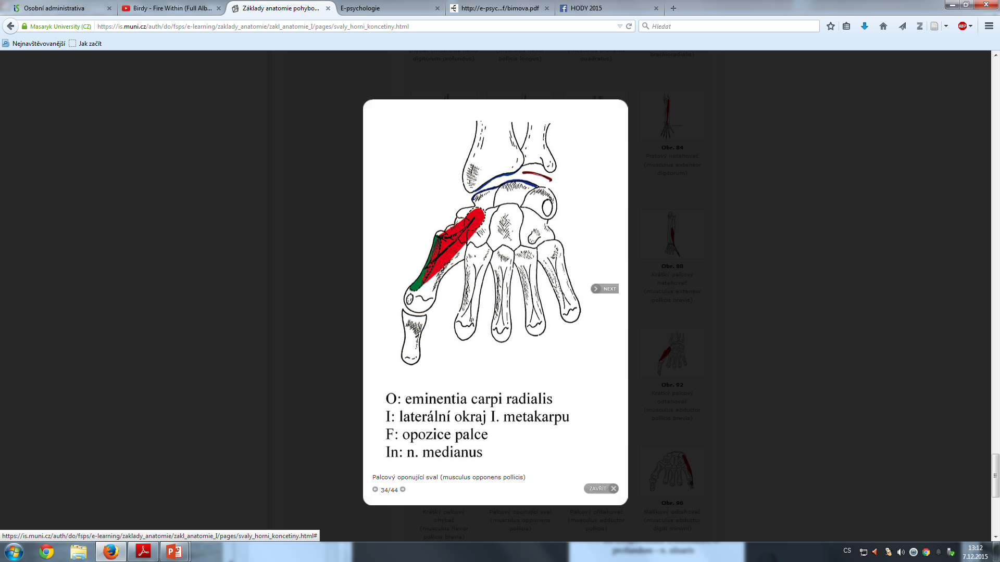 Osobní administrativa
Birdy - Fire Within (Full Alb...
Základy anatomie pohybo...
E-psychologie
http://e-psyc...f/bimova.pdf
HODY 2015
Masaryk University (CZ)
https://is.muni.cz/auth/do/fsps/e-learning/zaklady_anatomie/zakl_anatomie_I/pages/svaly_horni_koncetiny.html
Hledat
ABP
Nejnavštěvovanější
Jak začít
digitorum profundus)
pollicis longus)
quadratus)
brachioradialis)
Obr. 84
Prstový natahovač
(musculus extensor
digitorum)
Obr. 88
Krátký palcový
natahovač
(musculus extensor
pollicis brevis)
NEXT
Obr. 92
Krátký palcový
odtahovač
(musculus abductor
pollicis brevis)
O: eminentia carpi radialis
I: laterální okraj I. metakarpu
F: opozice palce
In: n. medianus
Palcový oponující sval (musculus opponens pollicis)
34/44
ZAVŘÍT
Obr. 96
Malíkový odtahovač
(musculus abductor
digiti minimi)
Krátký palcový
ohybač
(musculus flexor
pollicis brevis)
Palcový oponující sval
(musculus opponens
pollicis)
Palcový přitahovač
(musculus adductor
pollicis)
https://is.muni.cz/auth/do/fsps/e-learning/zaklady_anatomie/zakl_anatomie_I/pages/svaly_horni_koncetiny.html#
CS
13:12
7.12.2015